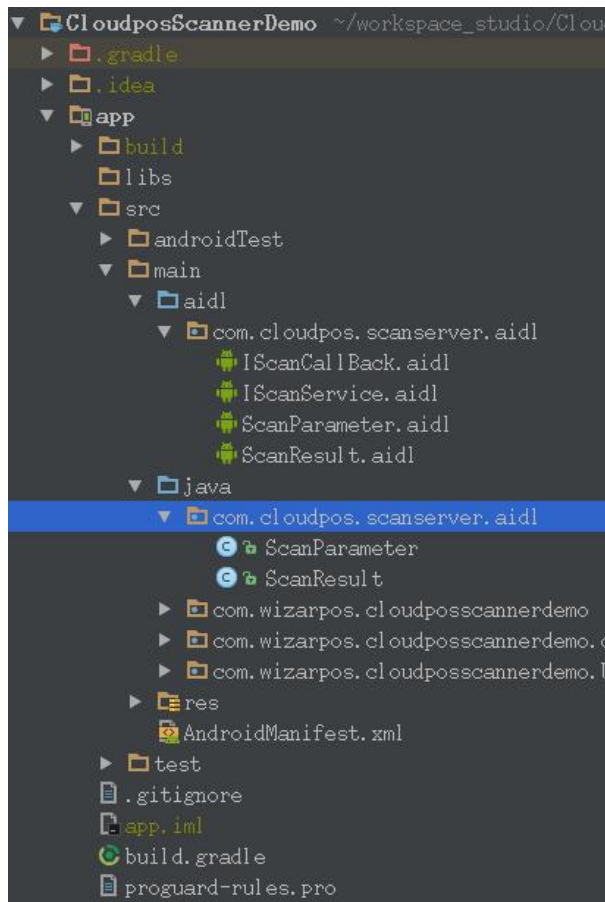 CloudposScannerDemo ~/workspace_studio/Clou
.gradle
.idea
app
build
libs
src
androidTest
main
aidl
com.cloudpos.scanserver.aidl
IScanCallBack.aidl
IScanService.aidl
ScanParameter.aidl
ScanResult.aidl
java
com.cloudpos.scanserver.aidl
ScanParameter
ScanResult
com.wizarpos.cloudposscannerdemo
com.wizarpos.cloudposscannerdemo.
com.wizarpos.cloudposscannerdemo.
res
AndroidManifest.xml
test
.gitignore
app.iml
build.gradle
proguard-rules.pro